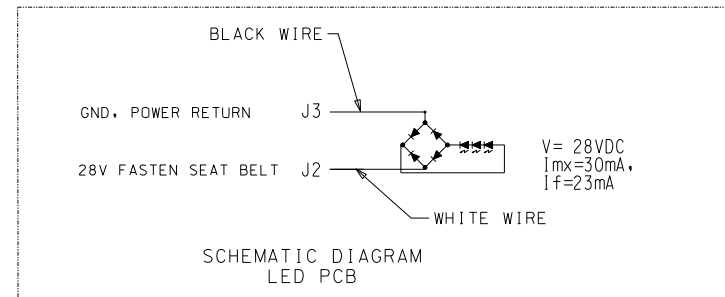 BLACK WIRE
GND, POWER RETURN J3
28V FASTEN SEAT BELT J2
V= 28VDC
Imx=30mA,
If=23mA
WHITE WIRE
SCHEMATIC DIAGRAM
LED PCB